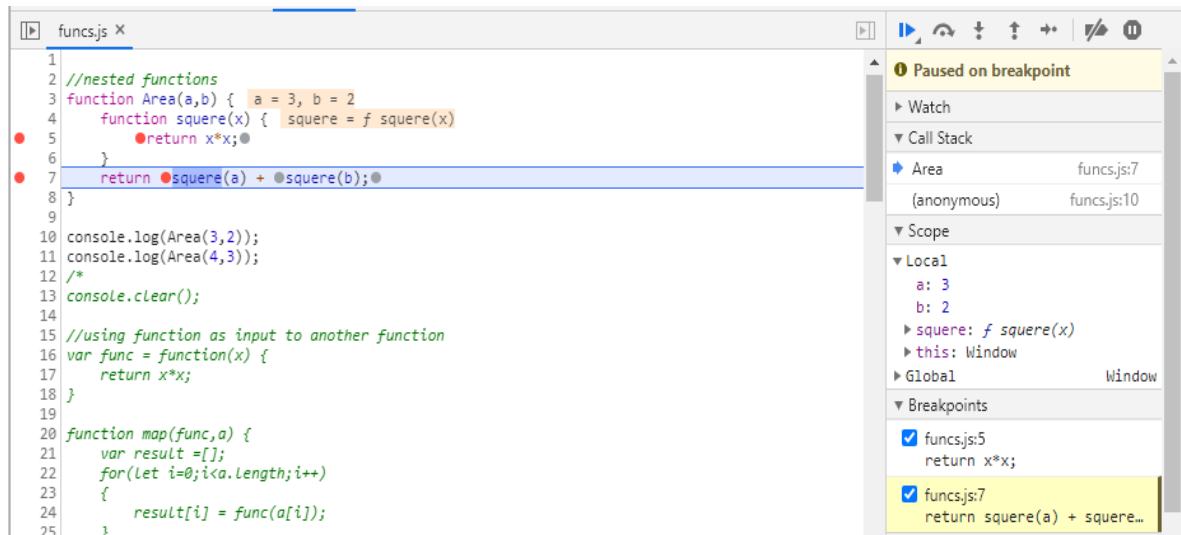 funcs.js ×
1
2 //nested functions
3 function Area(a,b) { a = 3, b = 2
4 function squere(x) { squere = ƒ squere(x)
5 return x*x;
6 }
7 return squere(a) + squere(b);
8 }
9
10 console.log(Area(3,2));
11 console.log(Area(4,3));
12 /*
13 console.clear();
14
15 //using function as input to another function
16 var func = function(x) {
17 return x*x;
18 }
19
20 function map(func,a) {
21 var result =[];
22 for(let i=0;i<a.length;i++)
23 {
24 result[i] = func(a[i]);
25 }
Paused on breakpoint
Watch
Call Stack
Area funcs.js:7
(anonymous) funcs.js:10
Scope
Local
a: 3
b: 2
squere: ƒ squere(x)
this: Window
Global Window
Breakpoints
funcs.js:5
return x*x;
funcs.js:7
return squere(a) + squere…